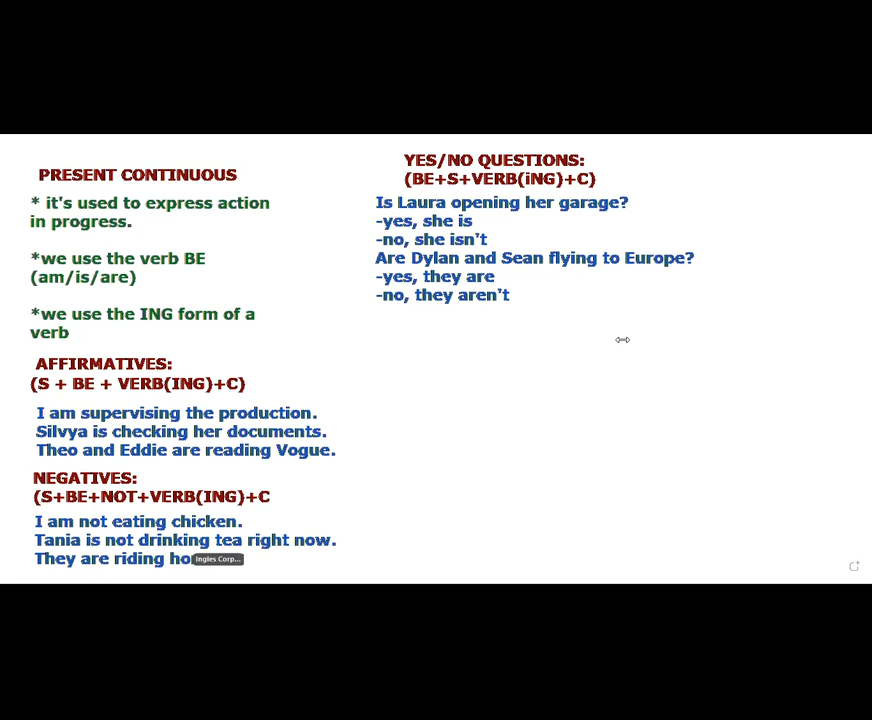 PRESENT CONTINUOUS
* it's used to express action
in progress.
*we use the verb BE
(am/is/are)
*we use the ING form of a
verb
AFFIRMATIVES:
(S + BE + VERB(ING)+C)
I am supervising the production.
Silvya is checking her documents.
Theo and Eddie are reading Vogue.
NEGATIVES:
(S+BE+NOT+VERB(ING)+C
I am not eating chicken.
Tania is not drinking tea right now.
They are riding
Ingles Corp...
YES/NO QUESTIONS:
(BE+S+VERB(iNG)+C)
Is Laura opening her garage?
-yes, she is
-no, she isn't
Are Dylan and Sean flying to Europe?
-yes, they are
-no, they aren't